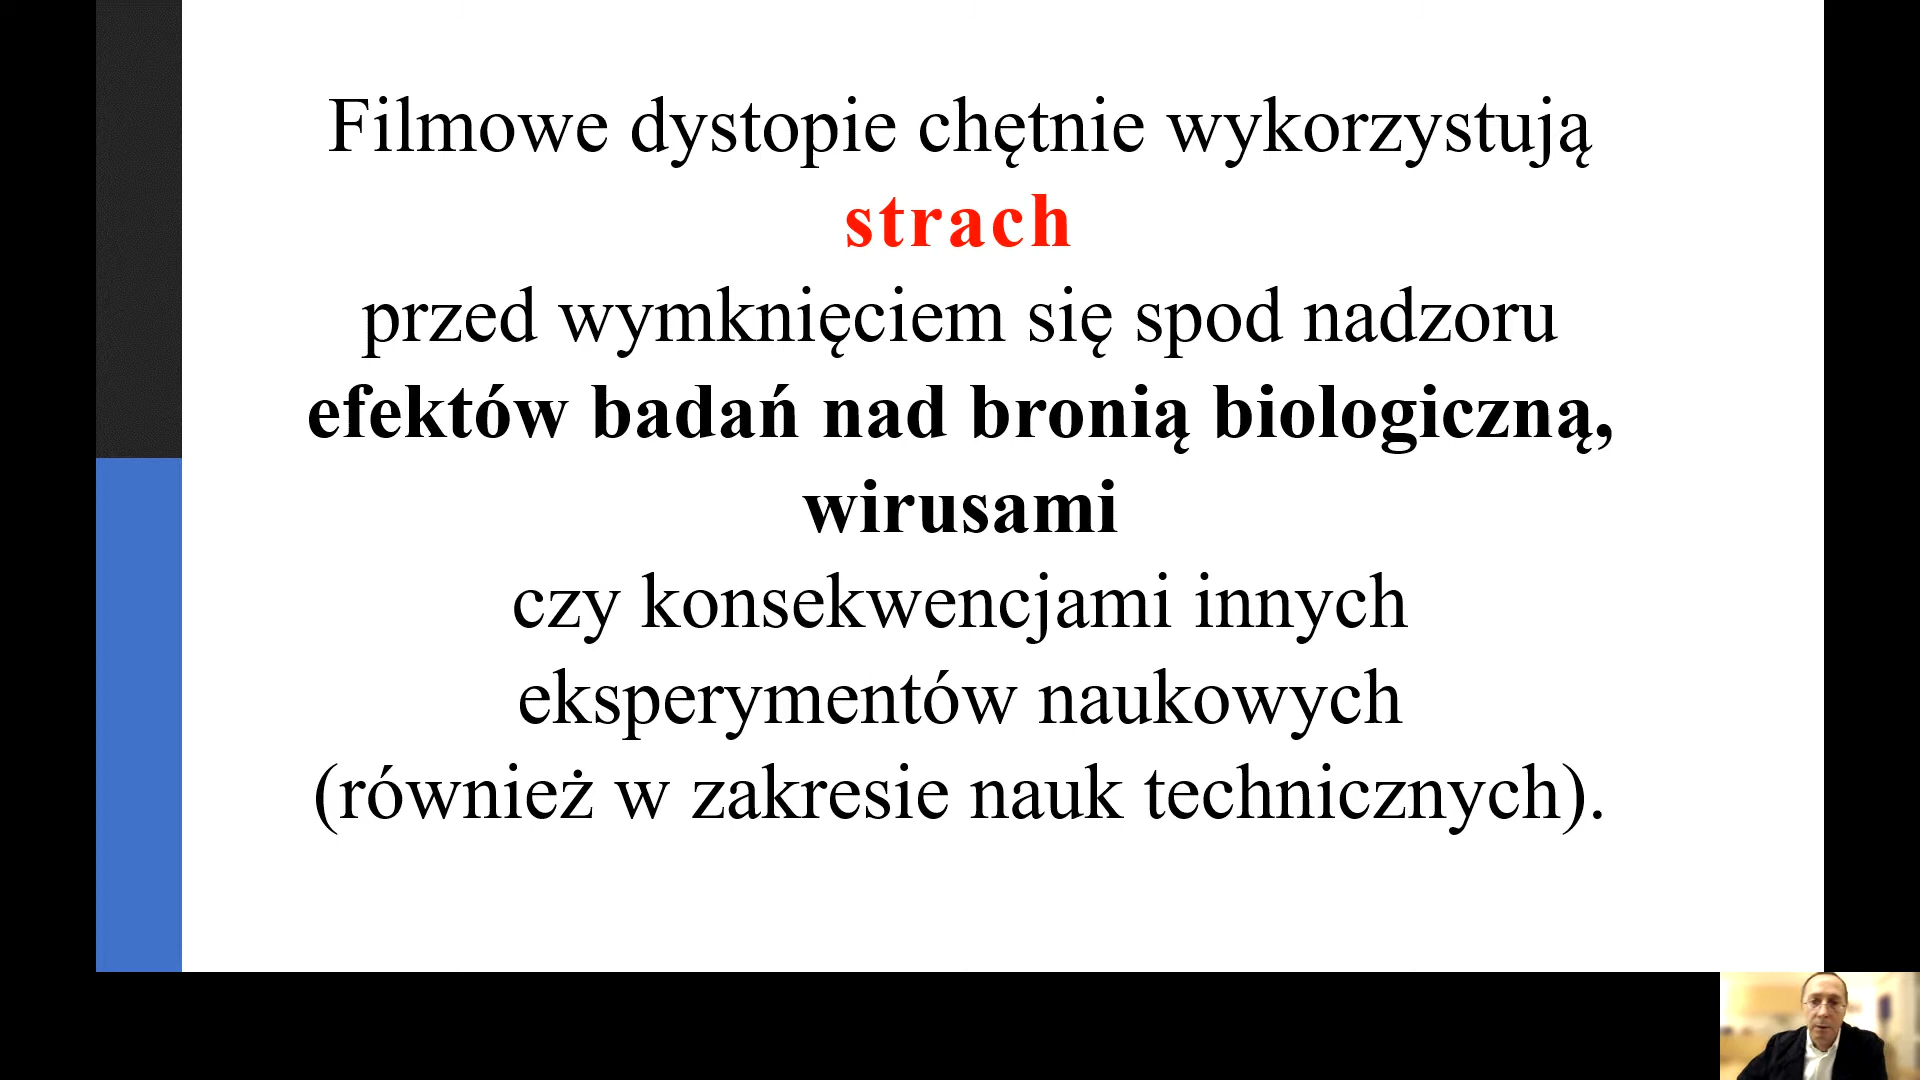 Filmowe dystopie chętnie wykorzystują
strach
przed wymknięciem się spod nadzoru
efektów badań nad bronią biologiczną,
wirusami
czy konsekwencjami innych
eksperymentów naukowych
(również w zakresie nauk technicznych).